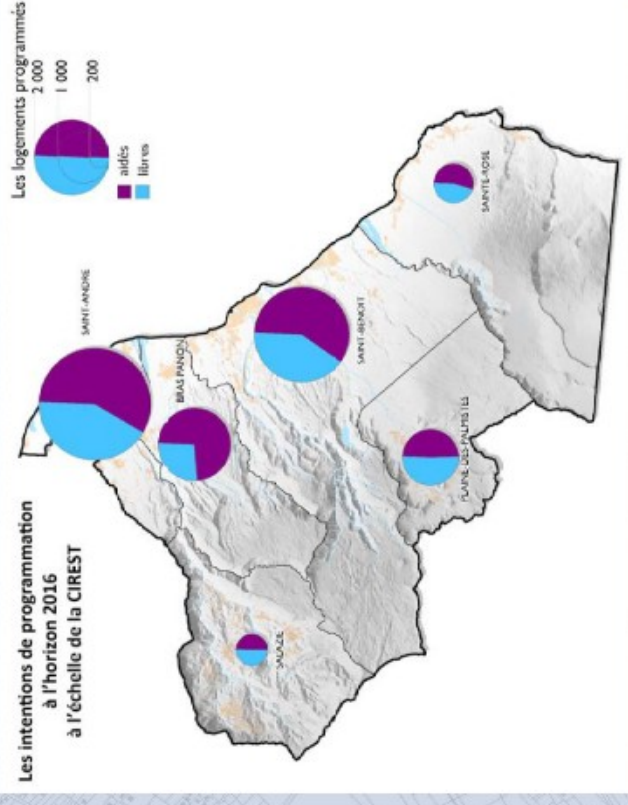 Les intentions de programmation
à l'horizon 2016
à l'échelle de la CIREST
Les logements programmés
2 000
1 000
200
aidés
libres
SAINT-ANDRE
BRAS PANON
SAINT-BENOIT
SAINTE-ROSE
PLAINE-DES-PALMISTES
SALAZIE